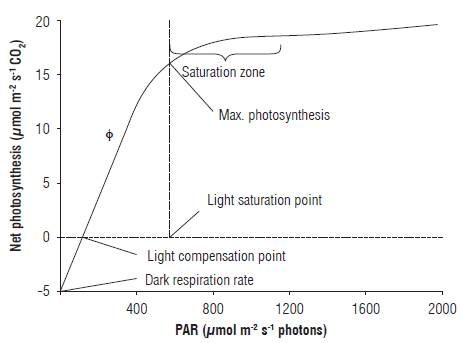 Net photosynthesis (μmol m⁻² s⁻¹ CO₂)
20
15
10
5
0
-5
Saturation zone
Max. photosynthesis
ϕ
Light saturation point
Light compensation point
Dark respiration rate
400 800 1200 1600 2000
PAR (μmol m⁻² s⁻¹ photons)